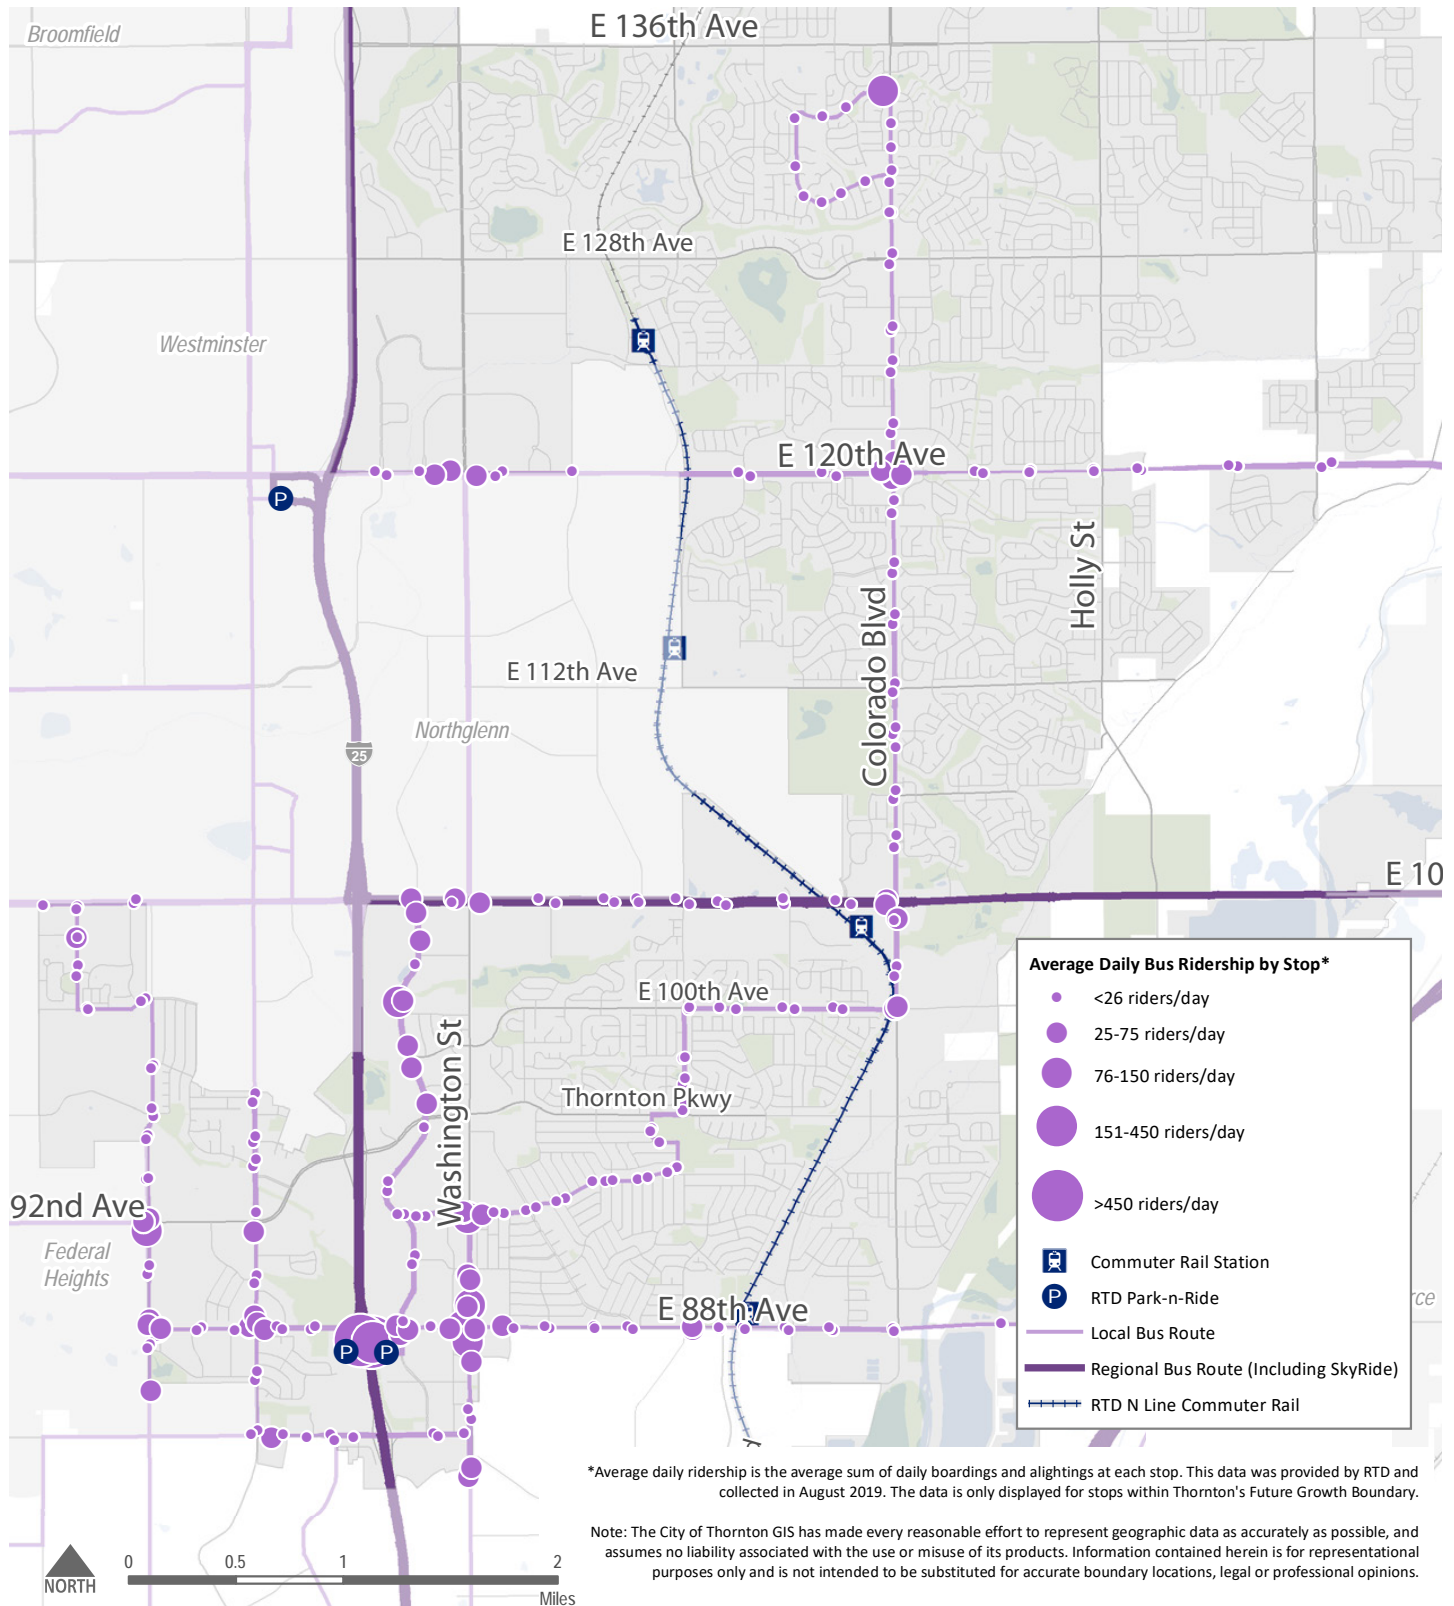 E 136th Ave
Broomfield
E 128th Ave
Westminster
E 120th Ave
P
Holly St
Colorado Blvd
E 112th Ave
Northglenn
25
E 10
Average Daily Bus Ridership by Stop*
<26 riders/day
25-75 riders/day
76-150 riders/day
151-450 riders/day
>450 riders/day
Commuter Rail Station
P RTD Park-n-Ride
Local Bus Route
Regional Bus Route (Including SkyRide)
RTD N Line Commuter Rail
E 100th Ave
Washington St
Thornton Pkwy
92nd Ave
Federal
Heights
E 88th Ave
rce
P P
*Average daily ridership is the average sum of daily boardings and alightings at each stop. This data was provided by RTD and
collected in August 2019. The data is only displayed for stops within Thornton's Future Growth Boundary.
Note: The City of Thornton GIS has made every reasonable effort to represent geographic data as accurately as possible, and
assumes no liability associated with the use or misuse of its products. Information contained herein is for representational
purposes only and is not intended to be substituted for accurate boundary locations, legal or professional opinions.
NORTH
0 0.5 1 2
Miles